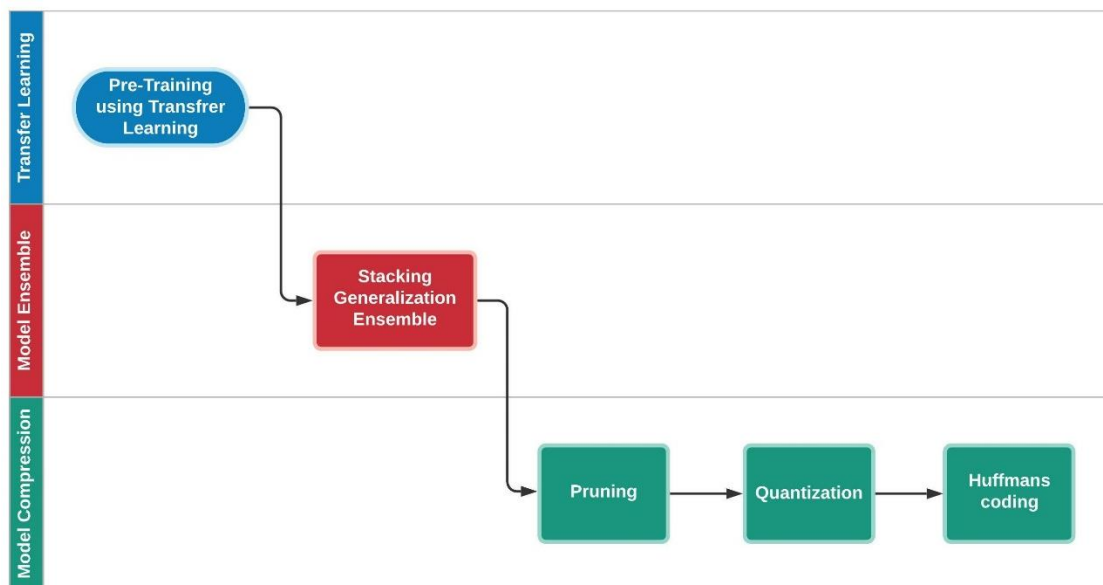 Transfer Learning
Pre-Training
using Transfrer
Learning
Model Ensemble
Stacking
Generalization
Ensemble
Model Compression
Pruning
Quantization
Huffmans
coding